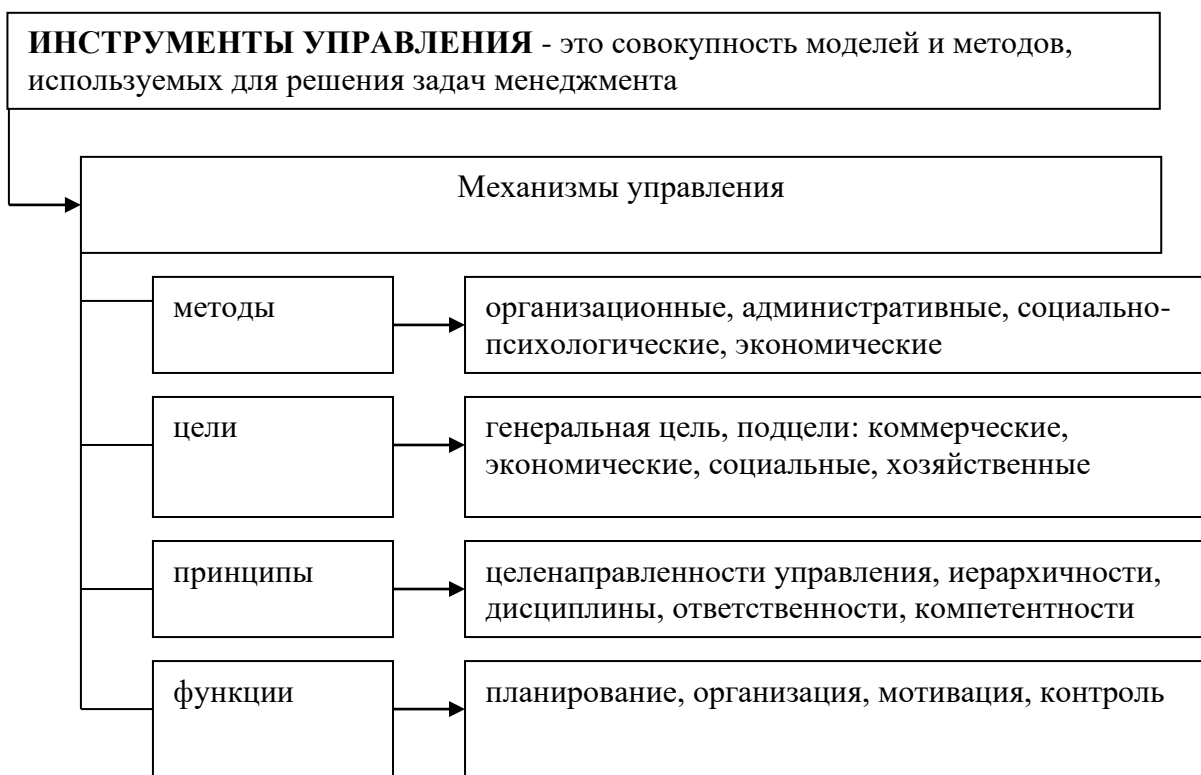 ИНСТРУМЕНТЫ УПРАВЛЕНИЯ - это совокупность моделей и методов,
используемых для решения задач менеджмента
Механизмы управления
методы
организационные, административные, социально-
психологические, экономические
цели
генеральная цель, подцели: коммерческие,
экономические, социальные, хозяйственные
принципы
целенаправленности управления, иерархичности,
дисциплины, ответственности, компетентности
функции
планирование, организация, мотивация, контроль